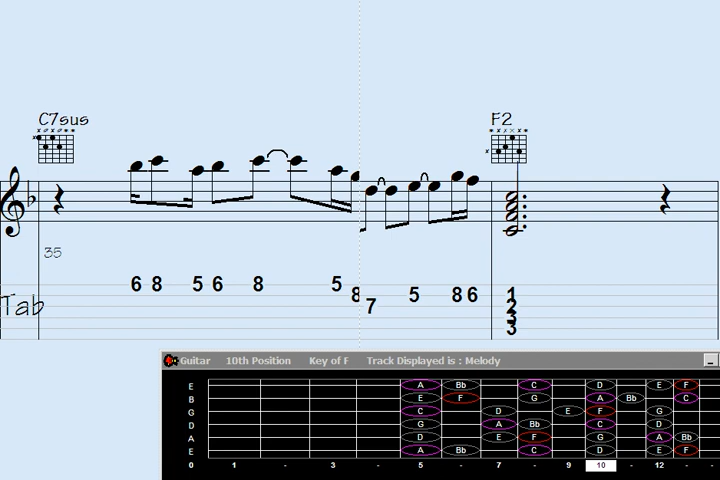 C7sus F2
35
6 8 5 6 8 5 8 7 5 8 6 1
Tab 2
3
3
Guitar 10th Position Key of F Track Displayed is : Melody
E A Bb C D E F
B E F G A Bb C
G C D E F G
D G A Bb C D
A D E F G A Bb
E A Bb C D E F
0 1 - 3 - 5 - 7 - 9 10 - 12 - -